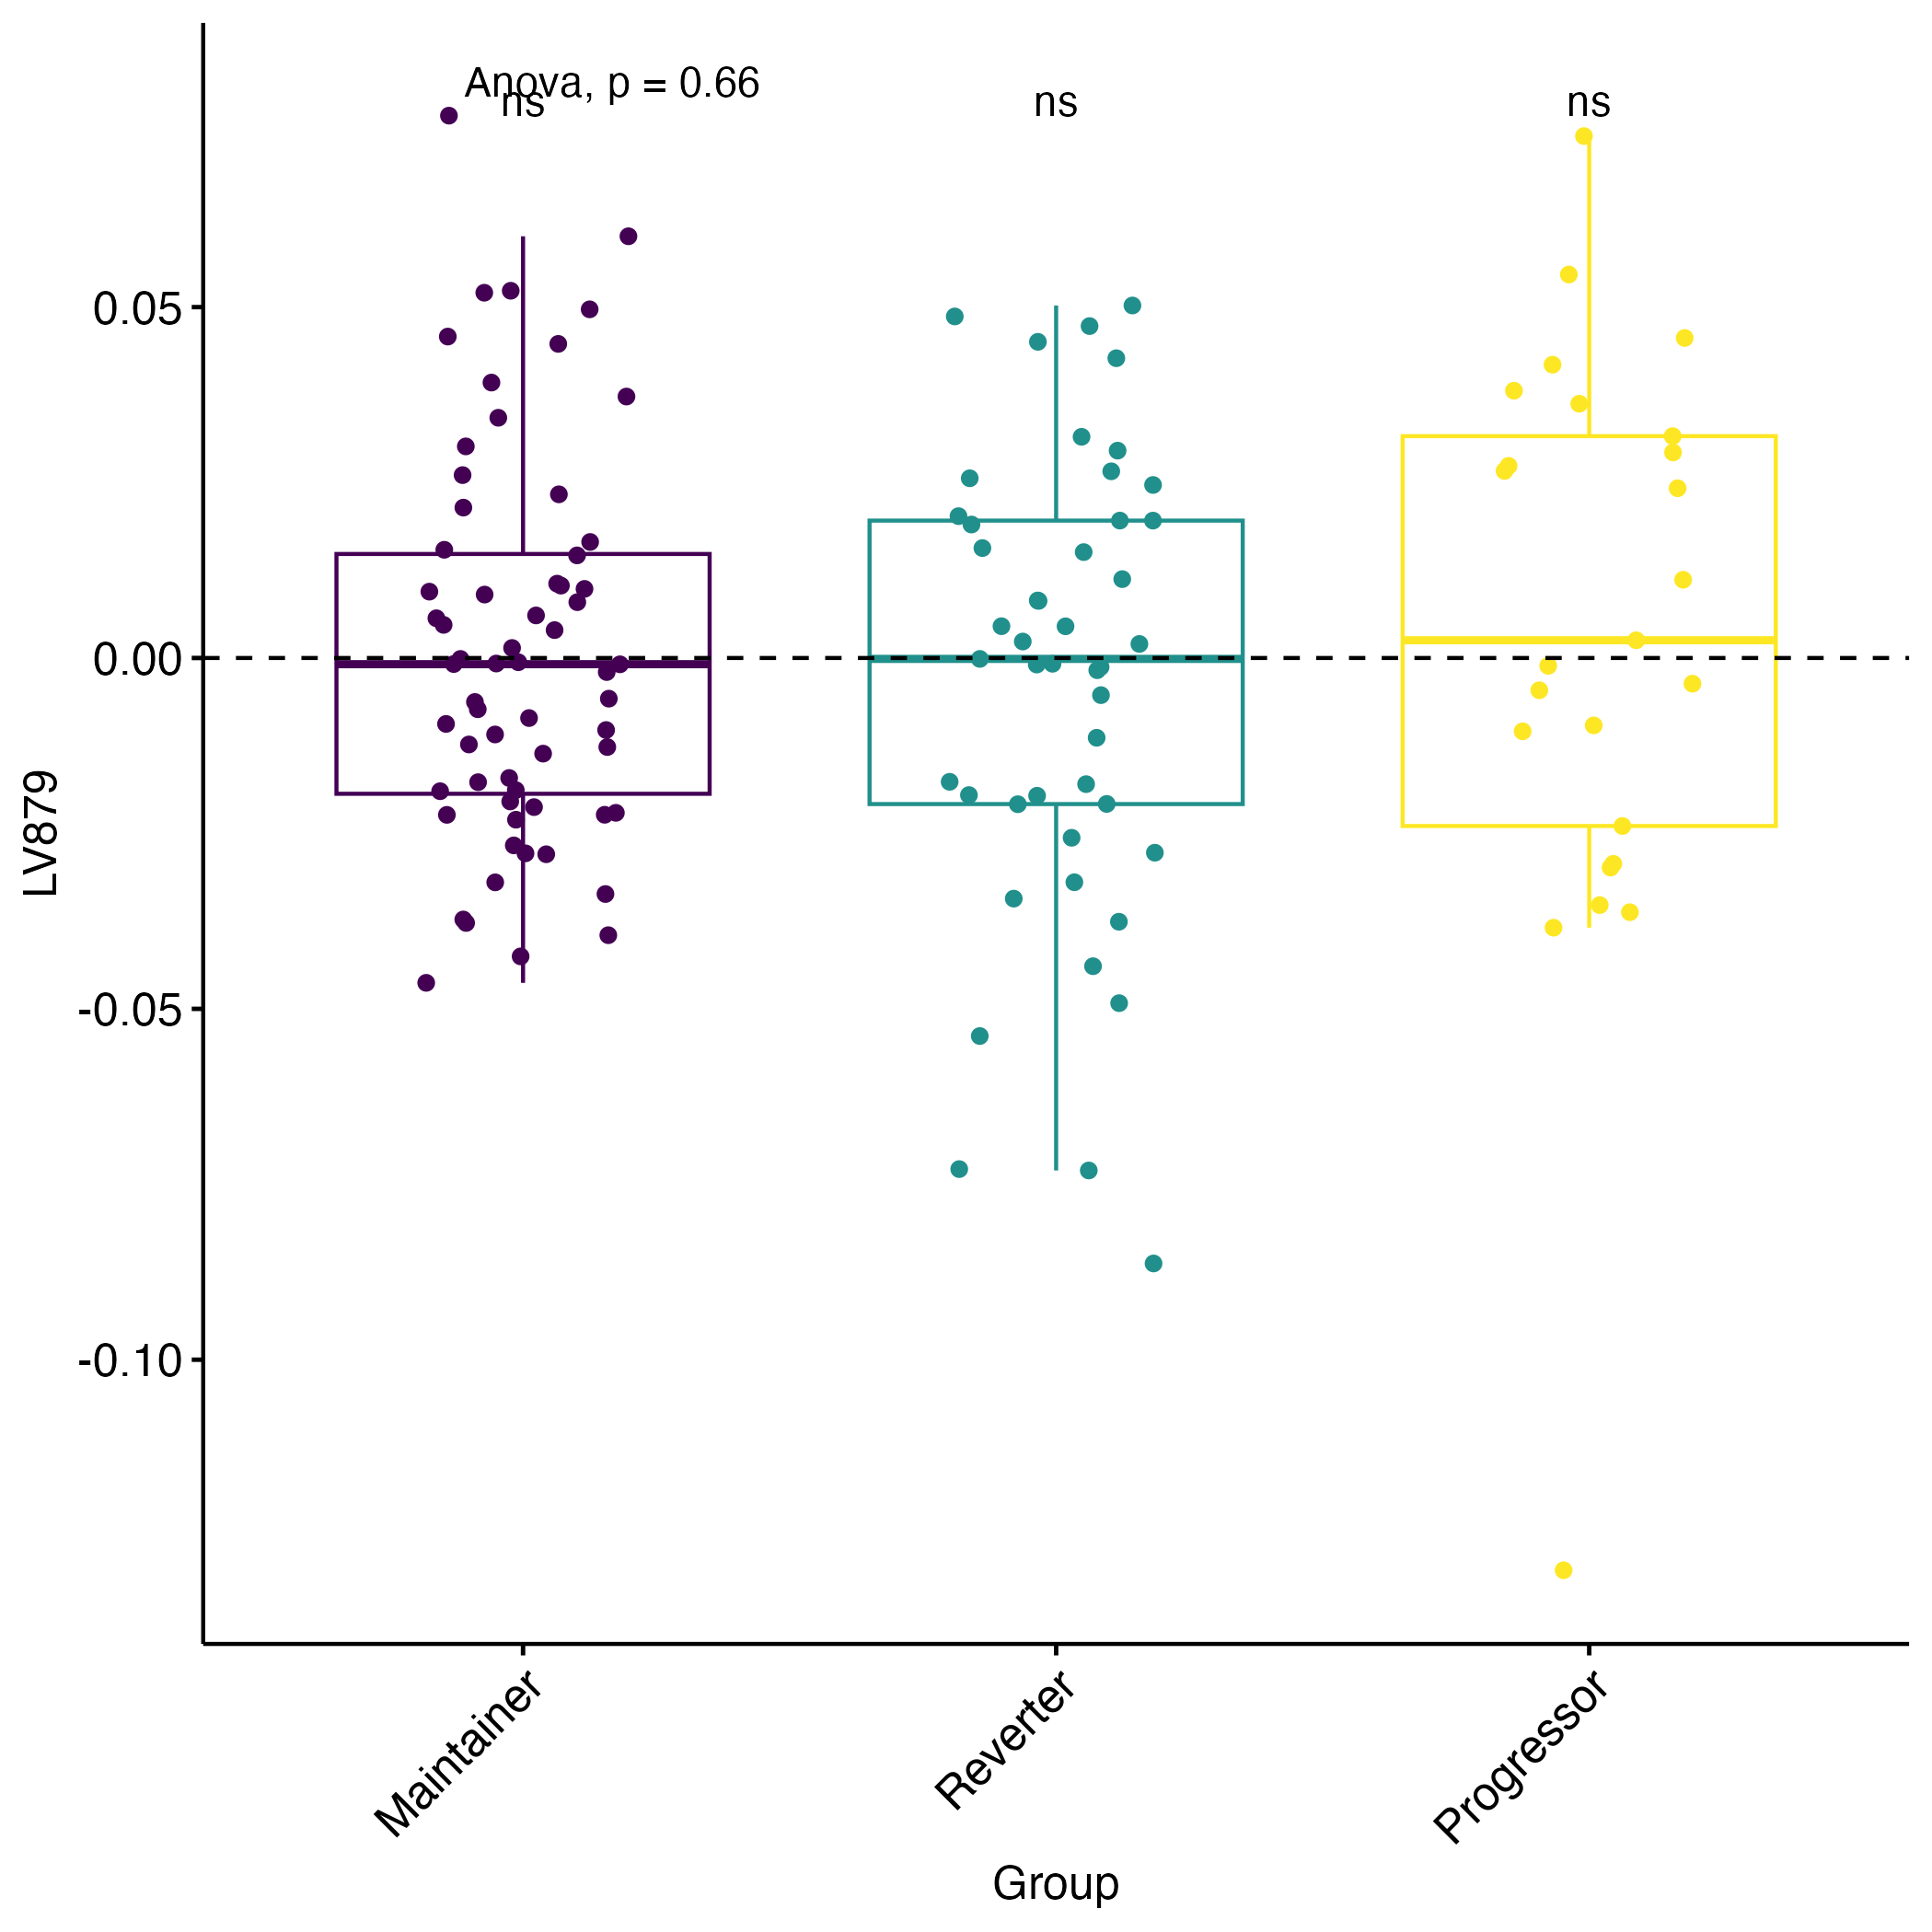 Anova, p = 0.66
ns
ns
ns
0.05
0.00
-0.05
-0.10
LV879
Maintainer
Reverter
Progressor
Group